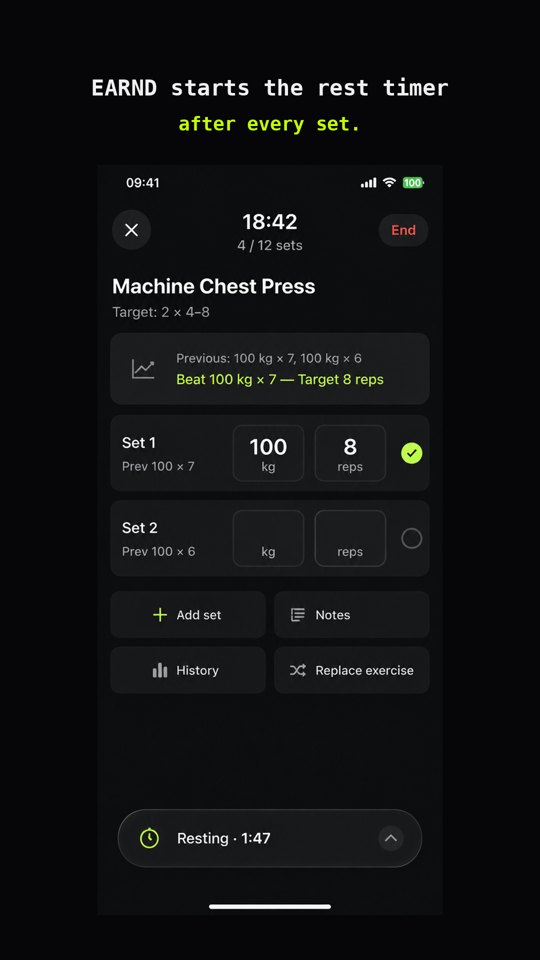 EARND starts the rest timer
after every set.
09:41
100
18:42
4 / 12 sets
End
Machine Chest Press
Target: 2 × 4–8
Previous: 100 kg × 7, 100 kg × 6
Beat 100 kg × 7 — Target 8 reps
Set 1
Prev 100 × 7
100
kg
8
reps
Set 2
Prev 100 × 6
kg
reps
Add set
Notes
History
Replace exercise
Resting · 1:47